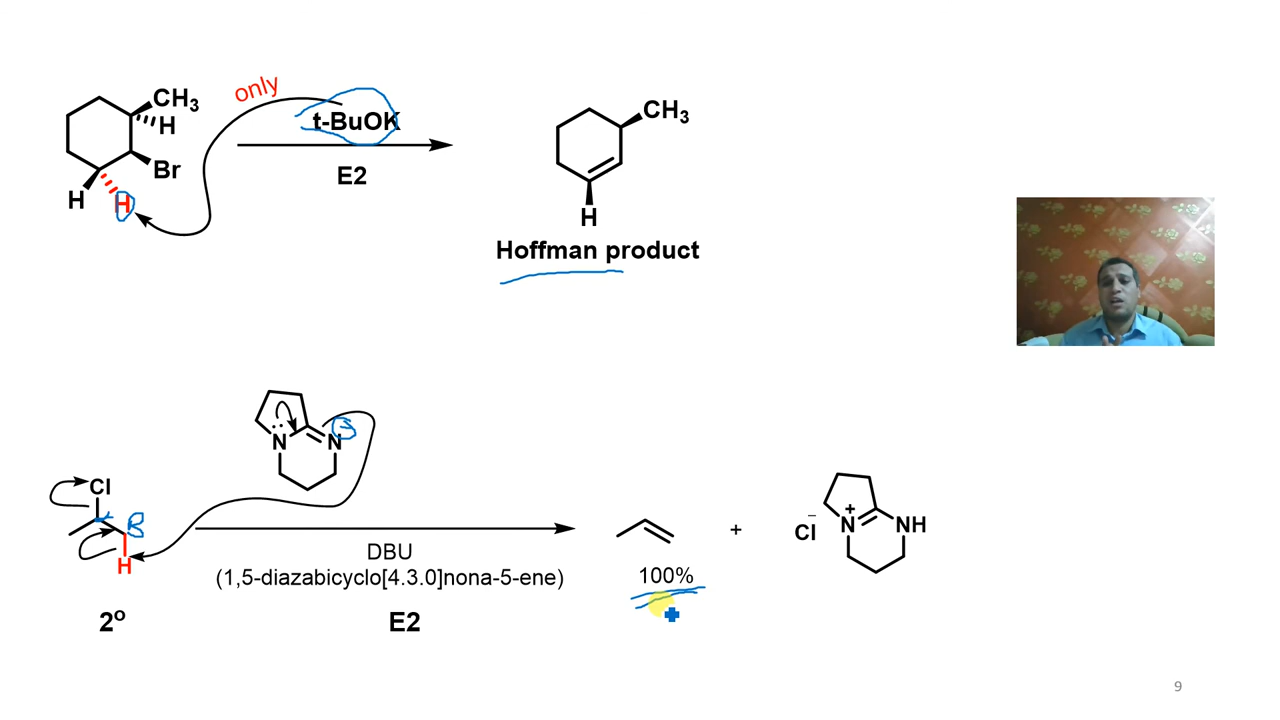 only
CH₃
H
t-BuOK
Br
H
H
E2
CH₃
H
Hoffman product
N
N
Cl
B
H
DBU
(1,5-diazabicyclo[4.3.0]nona-5-ene)
2º
E2
100%
+
Cl⁻
N⁺
NH
9